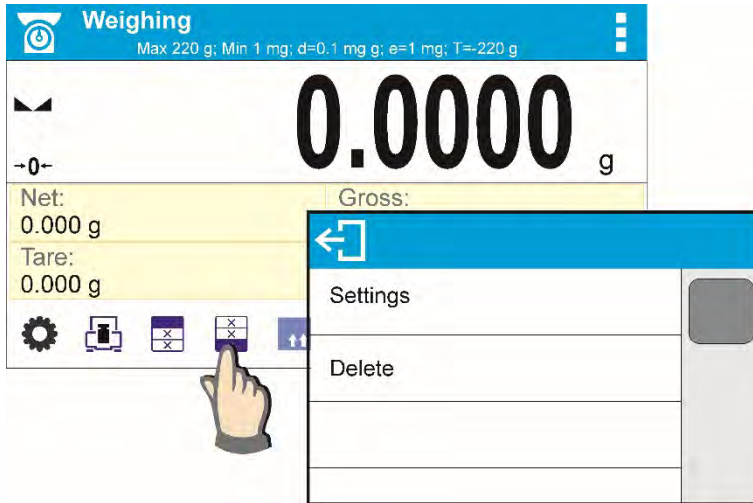 Weighing
Max 220 g; Min 1 mg; d=0.1 mg g; e=1 mg; T=-220 g
0.0000 g
→0←
Net:
0.000 g
Gross:
Tare:
0.000 g
Settings
Delete